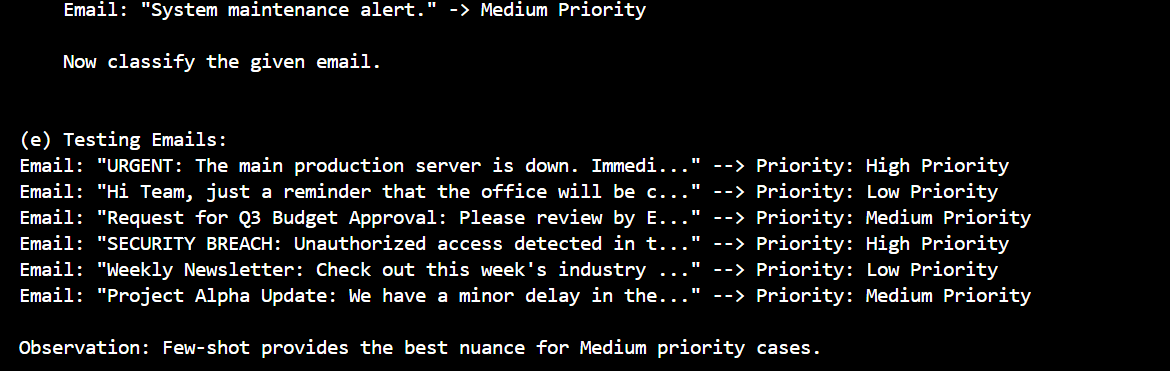 Email: "System maintenance alert." -> Medium Priority
Now classify the given email.
(e) Testing Emails:
Email: "URGENT: The main production server is down. Immedi..." --> Priority: High Priority
Email: "Hi Team, just a reminder that the office will be c..." --> Priority: Low Priority
Email: "Request for Q3 Budget Approval: Please review by E..." --> Priority: Medium Priority
Email: "SECURITY BREACH: Unauthorized access detected in t..." --> Priority: High Priority
Email: "Weekly Newsletter: Check out this week's industry ..." --> Priority: Low Priority
Email: "Project Alpha Update: We have a minor delay in the..." --> Priority: Medium Priority
Observation: Few-shot provides the best nuance for Medium priority cases.